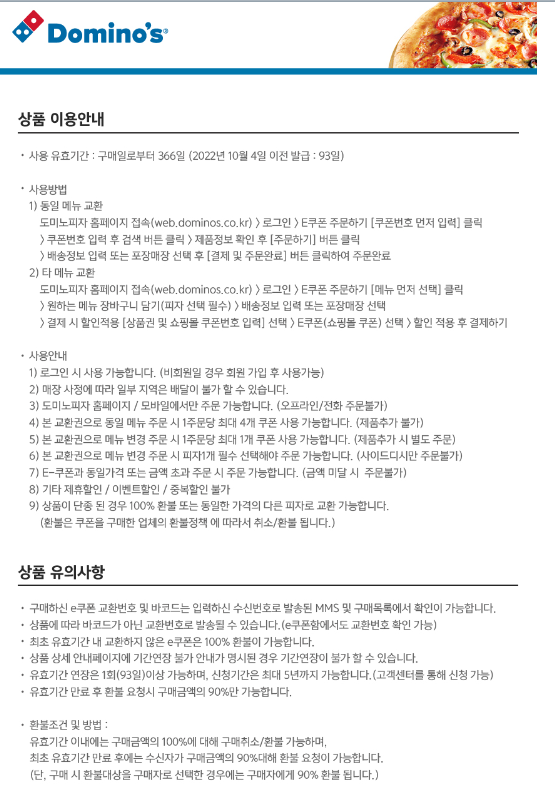 Domino's®
상품 이용안내
· 사용 유효기간 : 구매일로부터 366일 (2022년 10월 4일 이전 발급 : 93일)
· 사용방법
1) 동일 메뉴 교환
도미노피자 홈페이지 접속(web.dominos.co.kr) > 로그인 > E쿠폰 주문하기 [쿠폰번호 먼저 입력] 클릭
> 쿠폰번호 입력 후 검색 버튼 클릭 > 제품정보 확인 후 [주문하기] 버튼 클릭
> 배송정보 입력 또는 포장매장 선택 후 [결제 및 주문완료] 버튼 클릭하여 주문완료
2) 타 메뉴 교환
도미노피자 홈페이지 접속(web.dominos.co.kr) > 로그인 > E쿠폰 주문하기 [메뉴 먼저 선택] 클릭
> 원하는 메뉴 장바구니 담기(피자 선택 필수) > 배송정보 입력 또는 포장매장 선택
> 결제 시 할인적용 [상품권 및 쇼핑몰 쿠폰번호 입력] 선택 > E쿠폰(쇼핑몰 쿠폰) 선택 > 할인 적용 후 결제하기
· 사용안내
1) 로그인 시 사용 가능합니다. (비회원일 경우 회원 가입 후 사용가능)
2) 매장 사정에 따라 일부 지역은 배달이 불가 할 수 있습니다.
3) 도미노피자 홈페이지 / 모바일에서만 주문 가능합니다. (오프라인/전화 주문불가)
4) 본 교환권으로 동일 메뉴 주문 시 1주문당 최대 4개 쿠폰 사용 가능합니다. (제품추가 불가)
5) 본 교환권으로 메뉴 변경 주문 시 1주문당 최대 1개 쿠폰 사용 가능합니다. (제품추가 시 별도 주문)
6) 본 교환권으로 메뉴 변경 주문 시 피자1개 필수 선택해야 주문 가능합니다. (사이드디시만 주문불가)
7) E-쿠폰과 동일가격 또는 금액 초과 주문 시 주문 가능합니다. (금액 미달 시 주문불가)
8) 기타 제휴할인 / 이벤트할인 / 중복할인 불가
9) 상품이 단종 된 경우 100% 환불 또는 동일한 가격의 다른 피자로 교환 가능합니다.
(환불은 쿠폰을 구매한 업체의 환불정책 에 따라서 취소/환불 됩니다.)
상품 유의사항
· 구매하신 e쿠폰 교환번호 및 바코드는 입력하신 수신번호로 발송된 MMS 및 구매목록에서 확인이 가능합니다.
· 상품에 따라 바코드가 아닌 교환번호로 발송될 수 있습니다.(e쿠폰함에서도 교환번호 확인 가능)
· 최초 유효기간 내 교환하지 않은 e쿠폰은 100% 환불이 가능합니다.
· 상품 상세 안내페이지에 기간연장 불가 안내가 명시된 경우 기간연장이 불가 할 수 있습니다.
· 유효기간 연장은 1회(93일)이상 가능하며, 신청기간은 최대 5년까지 가능합니다.(고객센터를 통해 신청 가능)
· 유효기간 만료 후 환불 요청시 구매금액의 90%만 가능합니다.
· 환불조건 및 방법 :
유효기간 이내에는 구매금액의 100%에 대해 구매취소/환불 가능하며,
최초 유효기간 만료 후에는 수신자가 구매금액의 90%대해 환불 요청이 가능합니다.
(단, 구매 시 환불대상을 구매자로 선택한 경우에는 구매자에게 90% 환불 됩니다.)